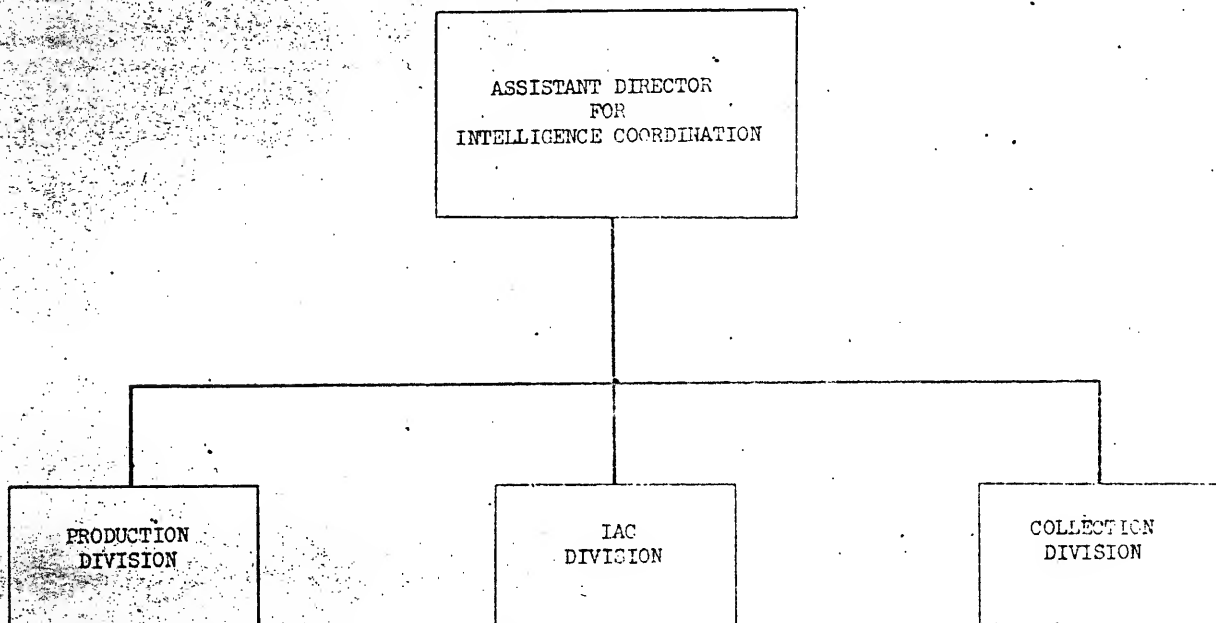 ASSISTANT DIRECTOR
FOR
INTELLIGENCE COORDINATION
PRODUCTION
DIVISION
IAC
DIVISION
COLLECTION
DIVISION